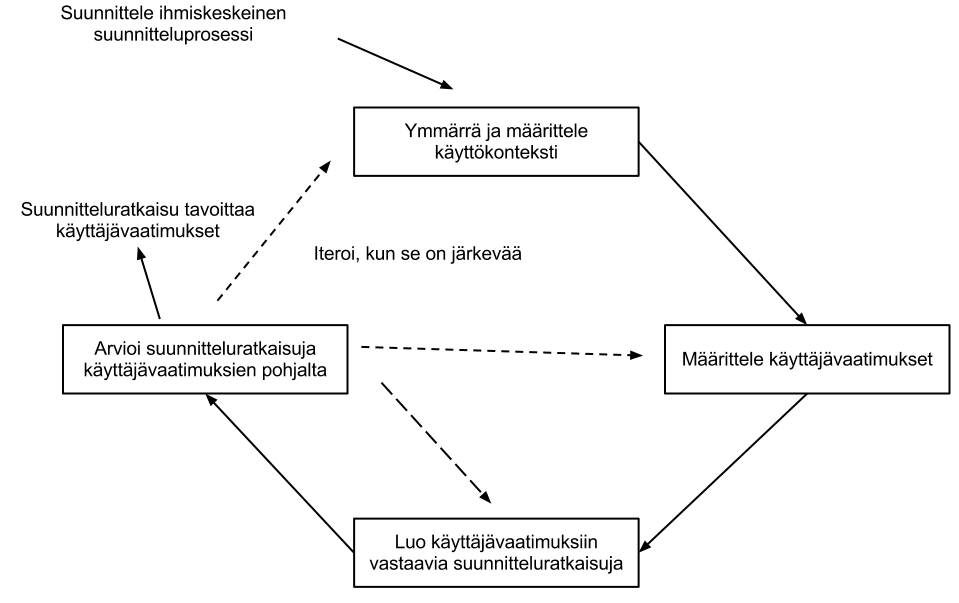 Suunnittele ihmiskeskeinen
suunnitteluprosessi
Ymmärrä ja määrittele
käyttökonteksti
Suunnitteluratkaisu tavoittaa
käyttäjävaatimukset
Iteroi, kun se on järkevää
Arvioi suunnitteluratkaisuja
käyttäjävaatimuksien pohjalta
Määrittele käyttäjävaatimukset
Luo käyttäjävaatimuksiin
vastaavia suunnitteluratkaisuja